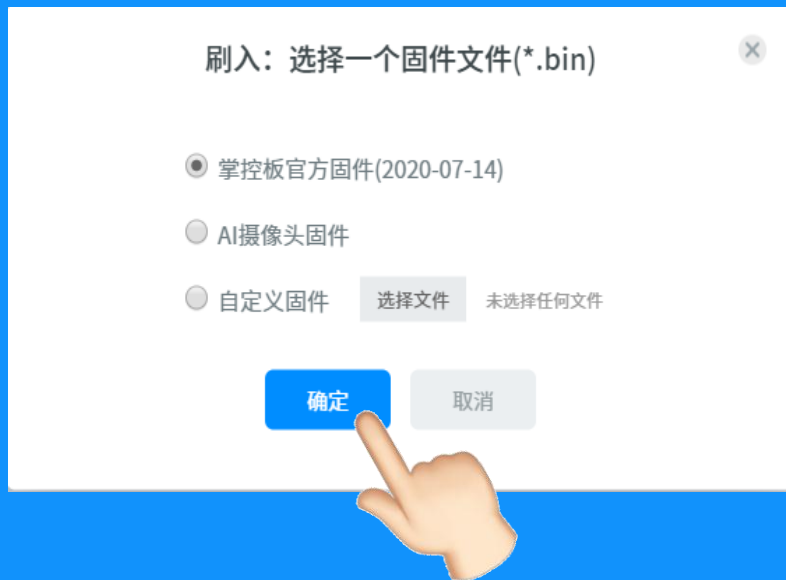 刷入：选择一个固件文件(*.bin)
掌控板官方固件(2020-07-14)
AI摄像头固件
自定义固件 选择文件 未选择任何文件
确定 取消